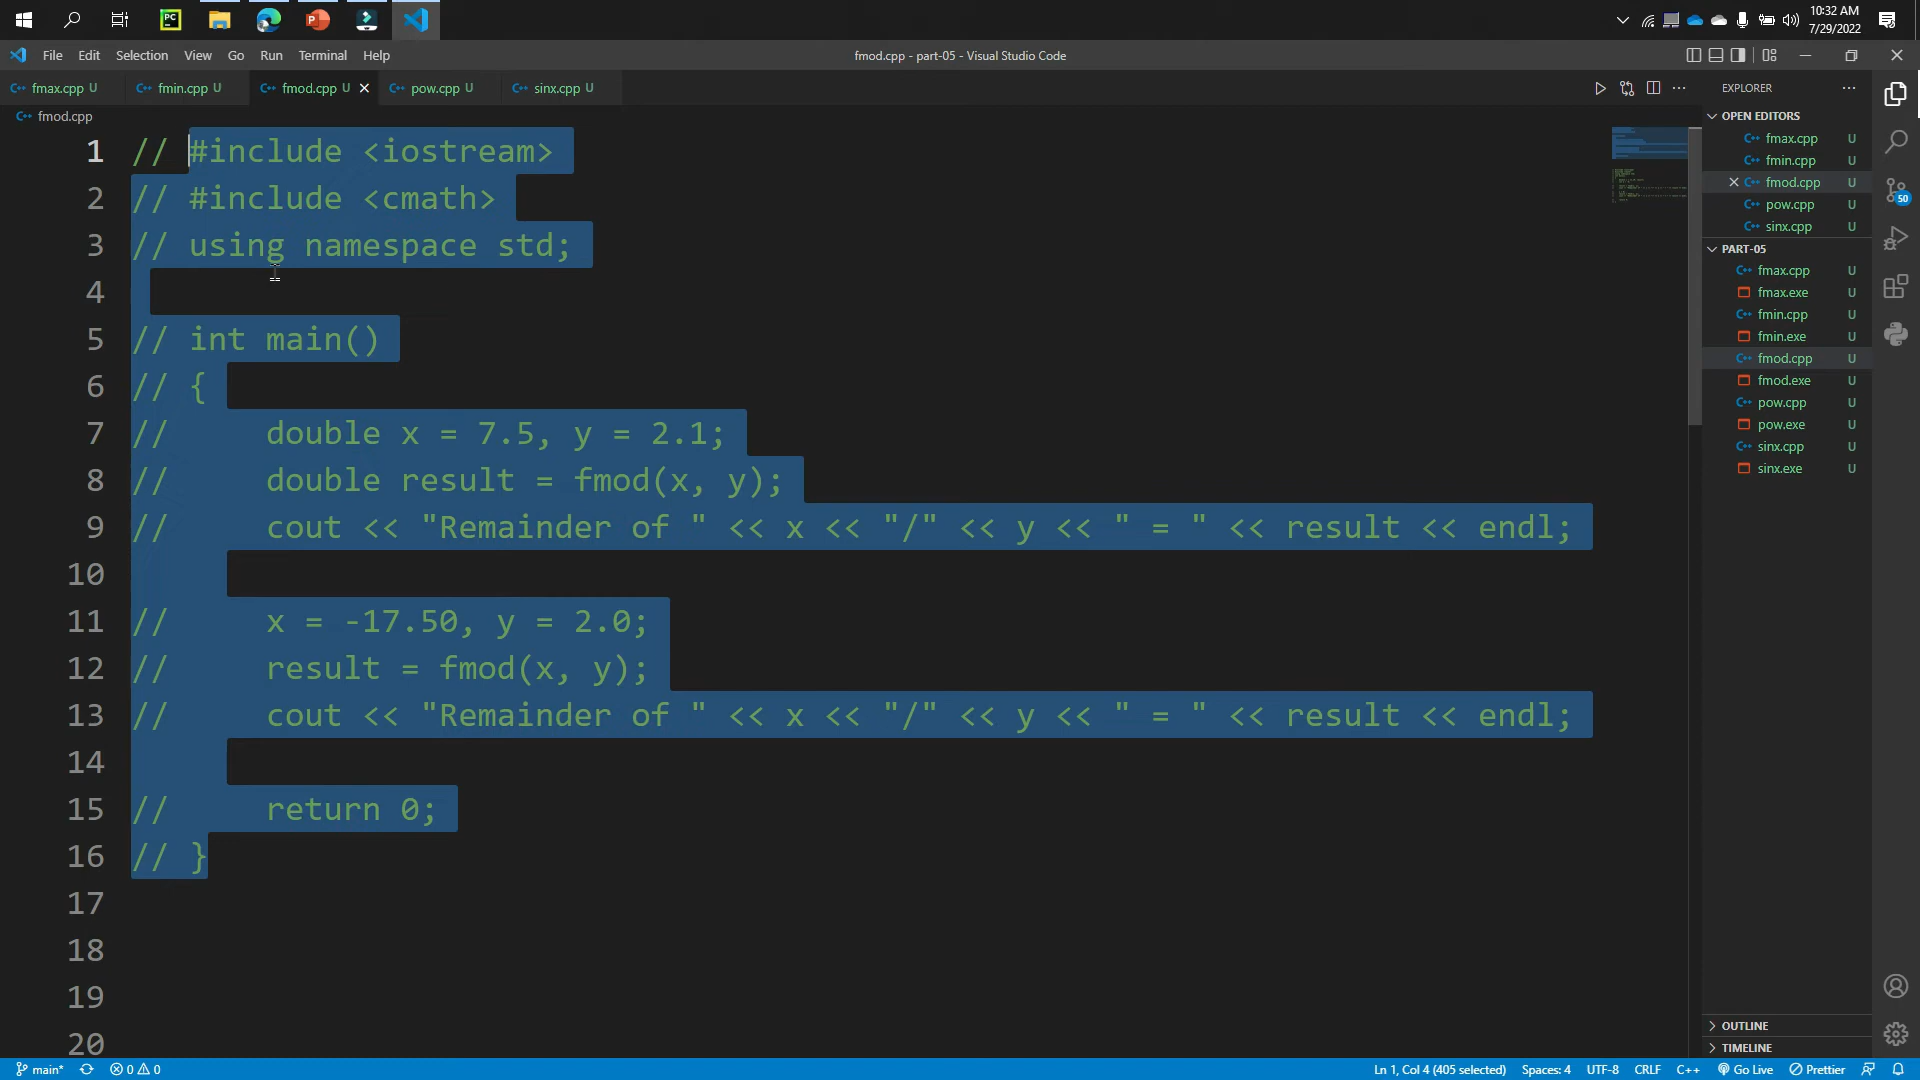 10:32 AM
7/29/2022
File Edit Selection View Go Run Terminal Help
fmod.cpp - part-05 - Visual Studio Code
fmax.cpp U fmin.cpp U fmod.cpp U pow.cpp U sinx.cpp U
fmod.cpp
1 // #include <iostream>
2 // #include <cmath>
3 // using namespace std;
4
5 // int main()
6 // {
7 // double x = 7.5, y = 2.1;
8 // double result = fmod(x, y);
9 // cout << "Remainder of " << x << "/" << y << " = " << result << endl;
10
11 // x = -17.50, y = 2.0;
12 // result = fmod(x, y);
13 // cout << "Remainder of " << x << "/" << y << " = " << result << endl;
14
15 // return 0;
16 // }
17
18
19
20
EXPLORER
OPEN EDITORS
fmax.cpp U
fmin.cpp U
fmod.cpp U
pow.cpp U
sinx.cpp U
PART-05
fmax.cpp U
fmax.exe U
fmin.cpp U
fmin.exe U
fmod.cpp U
fmod.exe U
pow.cpp U
pow.exe U
sinx.cpp U
sinx.exe U
OUTLINE
TIMELINE
50
main* 0 0
Ln 1, Col 4 (405 selected) Spaces: 4 UTF-8 CRLF C++ Go Live Prettier